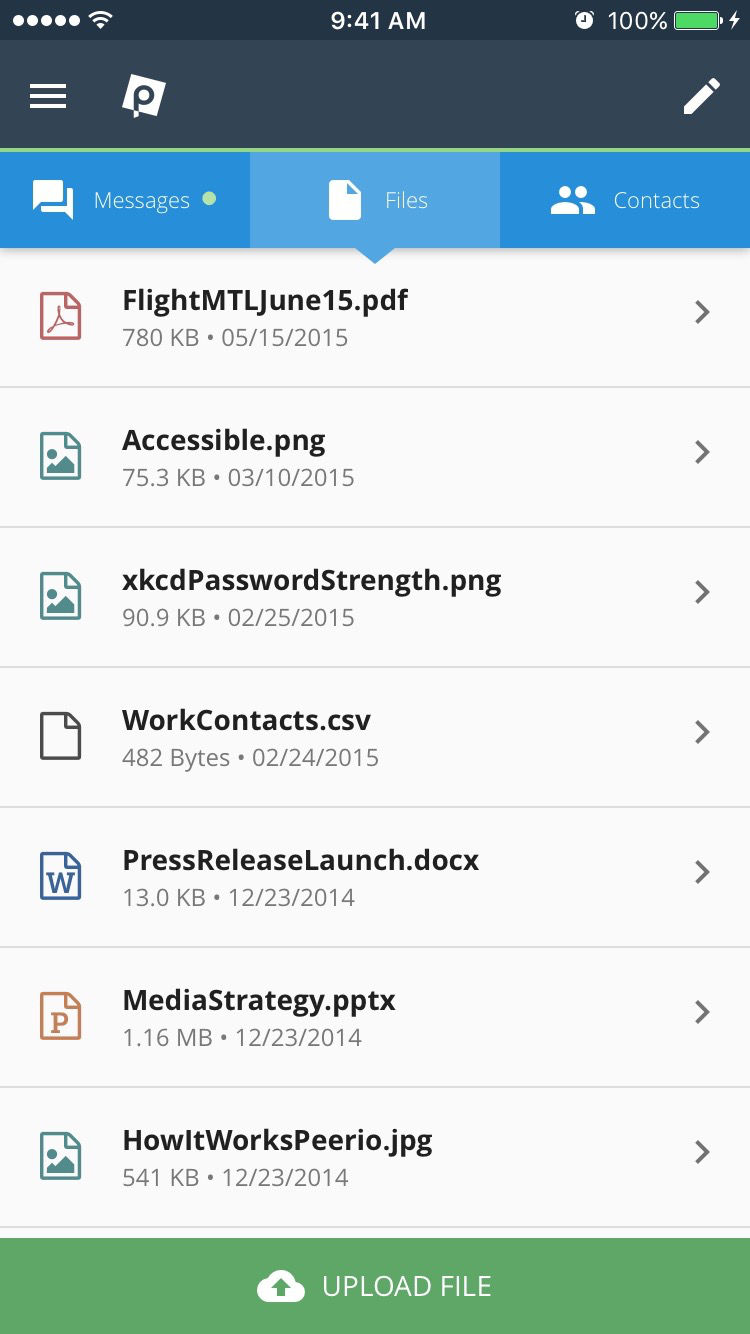 9:41 AM 100%
Messages Files Contacts
FlightMTLJune15.pdf
780 KB • 05/15/2015
Accessible.png
75.3 KB • 03/10/2015
xkcdPasswordStrength.png
90.9 KB • 02/25/2015
WorkContacts.csv
482 Bytes • 02/24/2015
W PressReleaseLaunch.docx
13.0 KB • 12/23/2014
P MediaStrategy.pptx
1.16 MB • 12/23/2014
HowItWorksPeerio.jpg
541 KB • 12/23/2014
UPLOAD FILE